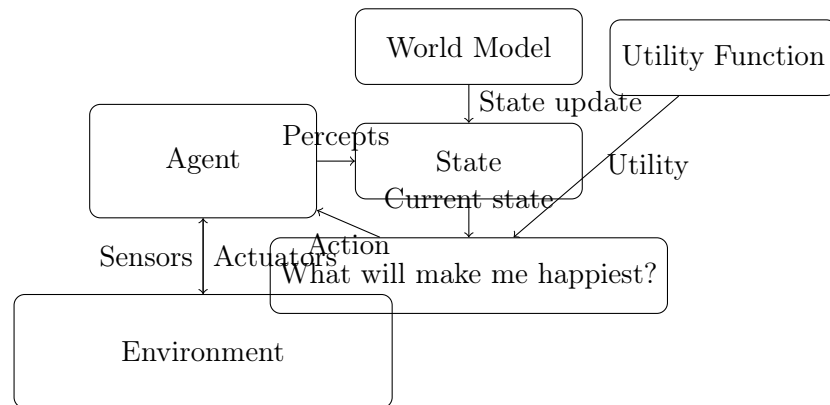 World Model
Utility Function
State update
Percepts
Agent
State
Utility
Current state
Action
Sensors
Actuators
What will make me happiest?
Environment